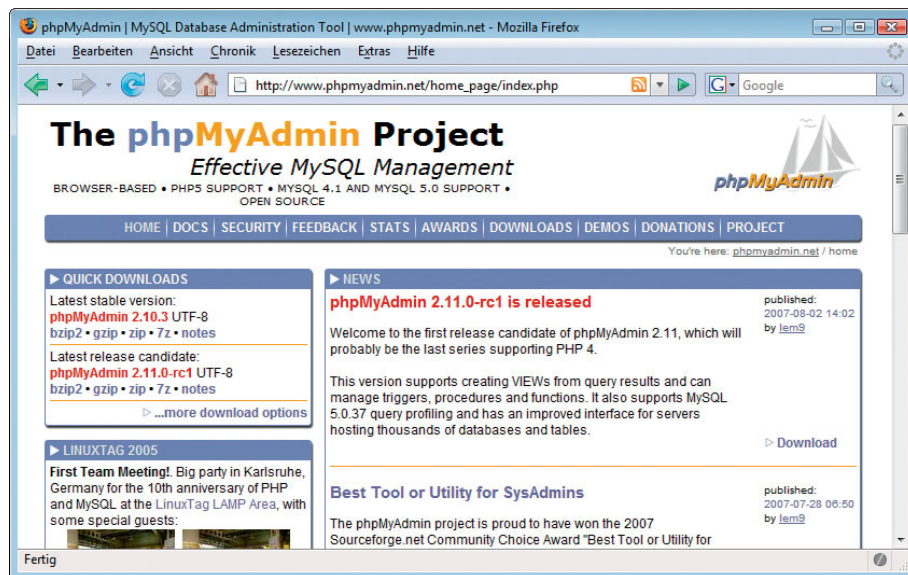 phpMyAdmin | MySQL Database Administration Tool | www.phpmyadmin.net - Mozilla Firefox
Datei Bearbeiten Ansicht Chronik Lesezeichen Extras Hilfe
http://www.phpmyadmin.net/home_page/index.php
G Google
The phpMyAdmin Project
Effective MySQL Management
BROWSER-BASED • PHP5 SUPPORT • MYSQL 4.1 AND MYSQL 5.0 SUPPORT •
OPEN SOURCE
phpMyAdmin
HOME | DOCS | SECURITY | FEEDBACK | STATS | AWARDS | DOWNLOADS | DEMOS | DONATIONS | PROJECT
You're here: phpmyadmin.net / home
QUICK DOWNLOADS
Latest stable version:
phpMyAdmin 2.10.3 UTF-8
bzip2 • gzip • zip • 7z • notes
Latest release candidate:
phpMyAdmin 2.11.0-rc1 UTF-8
bzip2 • gzip • zip • 7z • notes
...more download options
LINUXTAG 2005
First Team Meeting!. Big party in Karlsruhe,
Germany for the 10th anniversary of PHP
and MySQL at the LinuxTag LAMP Area, with
some special guests:
NEWS
phpMyAdmin 2.11.0-rc1 is released
published:
2007-08-02 14:02
by lem9
Welcome to the first release candidate of phpMyAdmin 2.11, which will
probably be the last series supporting PHP 4.
This version supports creating VIEWs from query results and can
manage triggers, procedures and functions. It also supports MySQL
5.0.37 query profiling and has an improved interface for servers
hosting thousands of databases and tables.
Download
Best Tool or Utility for SysAdmins
published:
2007-07-28 06:50
by lem9
The phpMyAdmin project is proud to have won the 2007
Sourceforge.net Community Choice Award "Best Tool or Utility for
Fertig